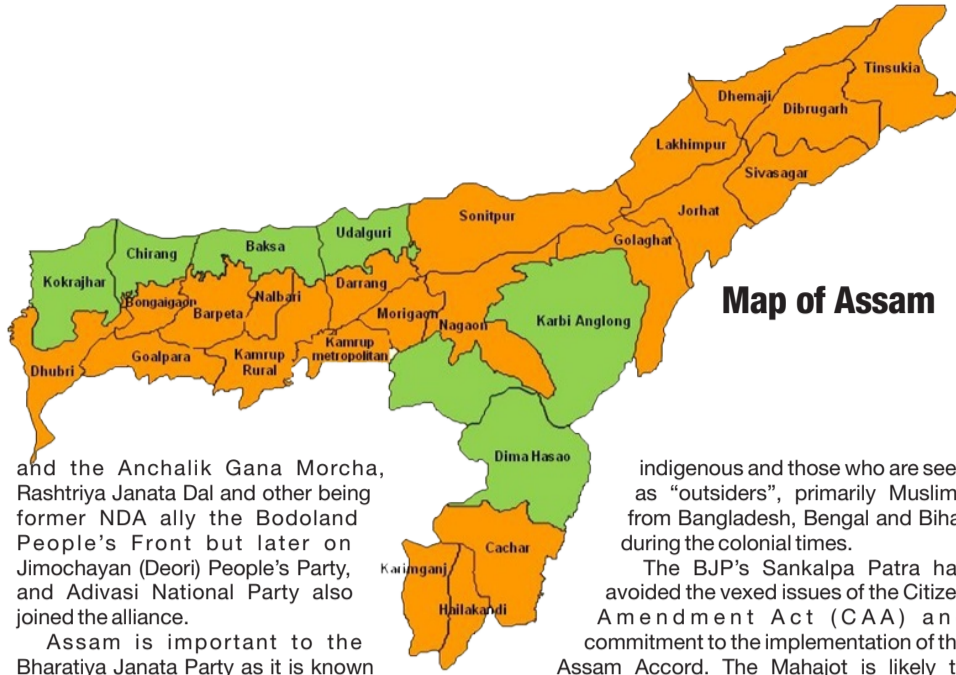 Tinsukia
Dhemaji
Dibrugarh
Lakhimpur
Sivasagar
Sonitpur
Jorhat
Udalguri
Golaghat
Baksa
Chirang
Kokrajhar
Darrang
Nalbari
Bongaigaon
Barpeta
Morigaon
Nagaon
Karbi Anglong
Map of Assam
Kamrup
metropolitan
Goalpara
Kamrup
Rural
Dhubri
Dima Hasao
Cachar
Karimganj
Hailakandi
and the Anchalik Gana Morcha,
Rashtriya Janata Dal and other being
former NDA ally the Bodoland
People's Front but later on
Jimochayan (Deori) People's Party,
and Adivasi National Party also
joined the alliance.
Assam is important to the
Bharatiya Janata Party as it is known
indigenous and those who are see
as “outsiders”, primarily Muslim
from Bangladesh, Bengal and Biha
during the colonial times.
The BJP's Sankalpa Patra ha
avoided the vexed issues of the Citize
Amendment Act (CAA) an
commitment to the implementation of th
Assam Accord. The Mahajot is likely t